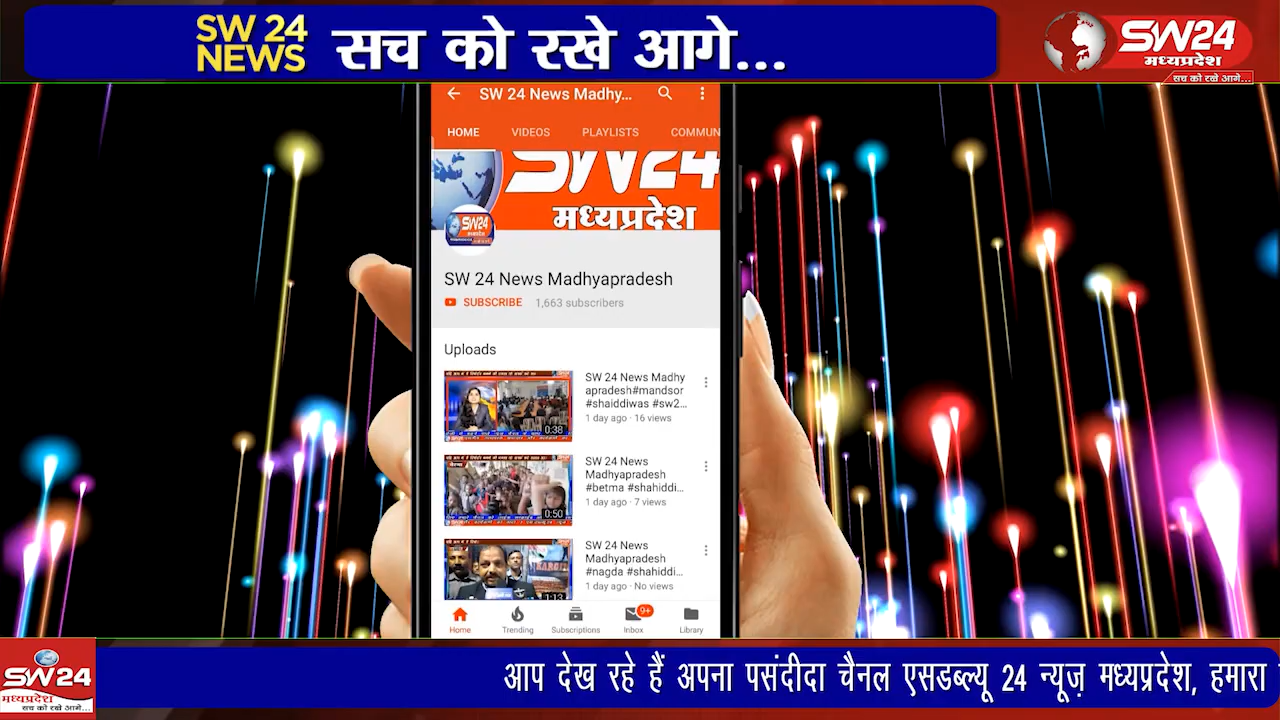 SW 24
NEWS
सच को रखे आगे...
SW24
मध्यप्रदेश
सच को रखे आगे...
SW 24 News Madhy...
HOME VIDEOS PLAYLISTS COMMUN
SW24
मध्यप्रदेश
SW24
SW 24 News Madhyapradesh
SUBSCRIBE 1,663 subscribers
Uploads
SW 24 News Madhy
apradesh#mandsor
#shaiddiwas #sw2...
1 day ago · 16 views
0:38
SW 24 News
Madhyapradesh
#betma #shahiddi...
1 day ago · 7 views
0:50
SW 24 News
Madhyapradesh
#nagda #shahiddi...
1 day ago · No views
1:13
9+
Home Trending Subscriptions Inbox Library
SW24
मध्यप्रदेश
सच को रखे आगे...
आप देख रहे हैं अपना पसंदीदा चैनल एसडब्ल्यू 24 न्यूज़ मध्यप्रदेश, हमारा